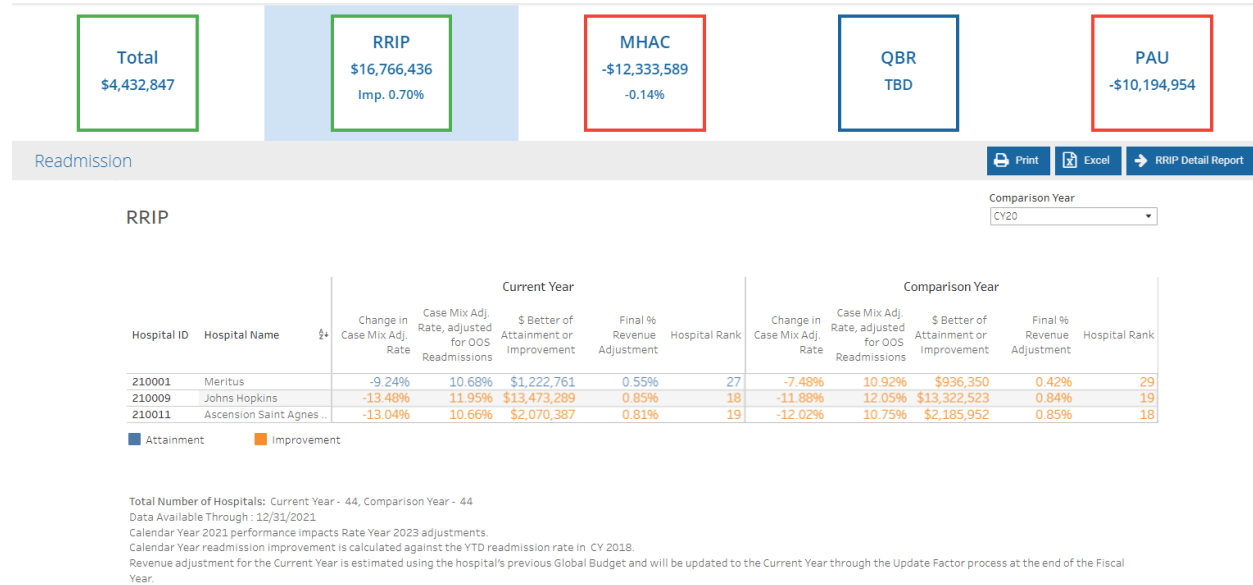 Total
$4,432,847
RRIP
$16,766,436
Imp. 0.70%
MHAC
-$12,333,589
-0.14%
QBR
TBD
PAU
-$10,194,954
Readmission
Print
Excel
RRIP Detail Report
RRIP
Comparison Year
CY20
Current Year
Comparison Year
Hospital ID
Hospital Name
Change in
Case Mix Adj.
Rate
Case Mix Adj.
Rate, adjusted
for OOS
Readmissions
$ Better of
Attainment or
Improvement
Final %
Revenue
Adjustment
Hospital Rank
Change in
Case Mix Adj.
Rate
Case Mix Adj.
Rate, adjusted
for OOS
Readmissions
$ Better of
Attainment or
Improvement
Final %
Revenue
Adjustment
Hospital Rank
210001 Meritus -9.24% 10.68% $1,222,761 0.55% 27 -7.48% 10.92% $936,350 0.42% 29
210009 Johns Hopkins -13.48% 11.95% $13,473,289 0.85% 18 -11.88% 12.05% $13,322,523 0.84% 19
210011 Ascension Saint Agnes .. -13.04% 10.66% $2,070,387 0.81% 19 -12.02% 10.75% $2,185,952 0.85% 18
Attainment Improvement
Total Number of Hospitals: Current Year - 44, Comparison Year - 44
Data Available Through : 12/31/2021
Calendar Year 2021 performance impacts Rate Year 2023 adjustments.
Calendar Year readmission improvement is calculated against the YTD readmission rate in CY 2018.
Revenue adjustment for the Current Year is estimated using the hospital's previous Global Budget and will be updated to the Current Year through the Update Factor process at the end of the Fiscal
Year.